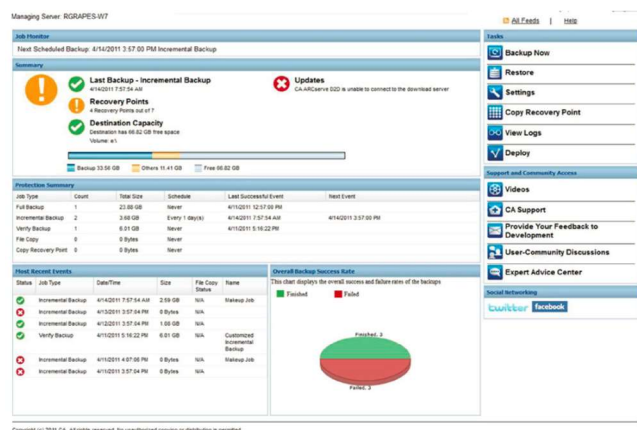 Managing Server: RGRAPES-W7
All Feeds | Help
Job Monitor
Next Scheduled Backup: 4/14/2011 3:57:00 PM Incremental Backup
Summary
Last Backup - Incremental Backup
4/14/2011 7:57:54 AM
Recovery Points
4 Recovery Points out of 7
Destination Capacity
Destination has 66.82 GB free space
Volume: e:\
Updates
CA ARCserve D2D is unable to connect to the download server
Backup 33.58 GB Others 11.41 GB Free 66.82 GB
Protection Summary
Job Type Count Total Size Schedule Last Successful Event Next Event
Full Backup 1 23.88 GB Never 4/11/2011 12:57:08 PM
Incremental Backup 2 3.68 GB Every 1 day(s) 4/14/2011 7:57:54 AM 4/14/2011 3:57:00 PM
Verify Backup 1 6.01 GB Never 4/11/2011 5:16:22 PM
File Copy 0 0 Bytes Never
Copy Recovery Point 0 0 Bytes Never
Most Recent Events
Status Job Type Date/Time Size File Copy Status Name
Incremental Backup 4/14/2011 7:57:54 AM 2.59 GB N/A Makeup Job
Incremental Backup 4/13/2011 3:57:04 PM 0 Bytes N/A
Incremental Backup 4/12/2011 3:57:04 PM 1.08 GB N/A
Verify Backup 4/11/2011 5:16:22 PM 6.01 GB N/A Customized Incremental Backup
Incremental Backup 4/11/2011 4:07:06 PM 0 Bytes N/A Makeup Job
Incremental Backup 4/11/2011 3:57:04 PM 0 Bytes N/A
Overall Backup Success Rate
This chart displays the overall success and failure rates of the backups
Finished Failed
Finished, 3
Failed, 3
Tasks
Backup Now
Restore
Settings
Copy Recovery Point
View Logs
Deploy
Support and Community Access
Videos
CA Support
Provide Your Feedback to
Development
User-Community Discussions
Expert Advice Center
Social Networking
twitter facebook